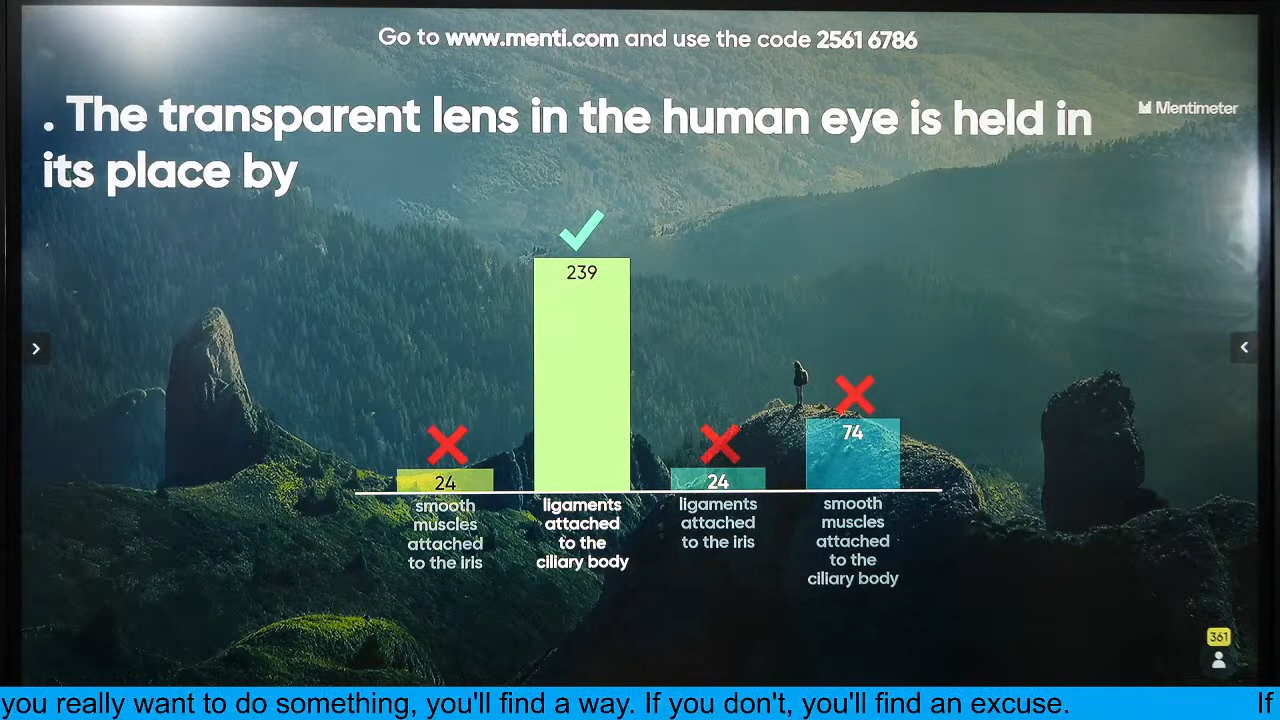 Go to www.menti.com and use the code 2561 6786
. The transparent lens in the human eye is held in
its place by
Mentimeter
239
24
24
74
smooth
muscles
attached
to the iris
ligaments
attached
to the
ciliary body
ligaments
attached
to the iris
smooth
muscles
attached
to the
ciliary body
361
you really want to do something, you'll find a way. If you don't, you'll find an excuse.
If